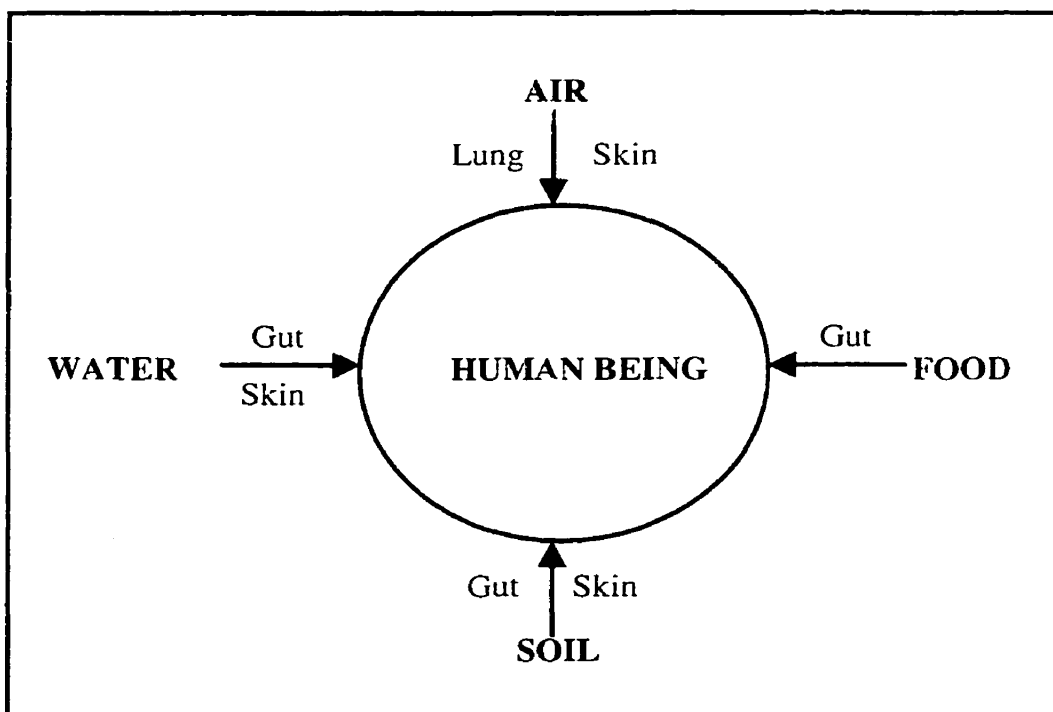 AIR
Lung Skin
Gut
WATER
Skin
HUMAN BEING
Gut
FOOD
Gut Skin
SOIL